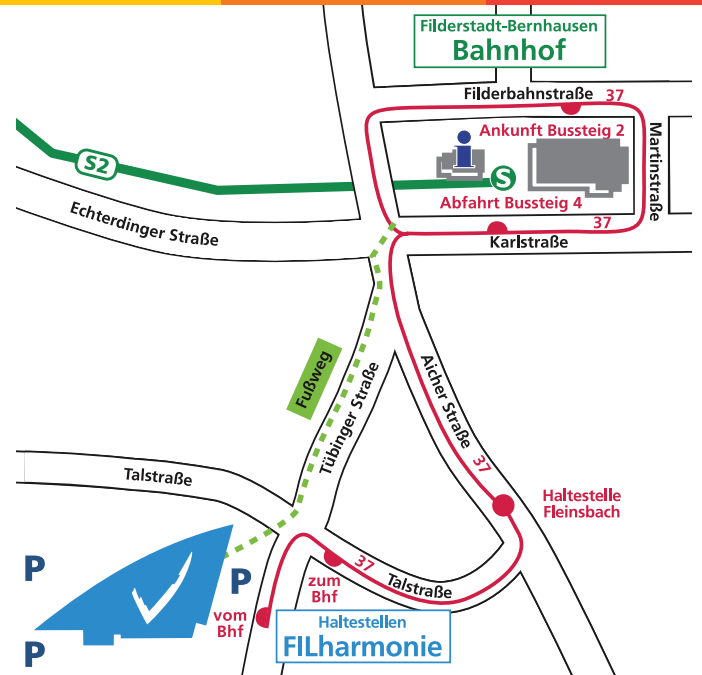 Filderstadt-Bernhausen
Bahnhof
Filderbahnstraße 37
Ankunft Bussteig 2
Martinstraße
S2
S
Abfahrt Bussteig 4
37
Echterdinger Straße
Karlstraße
Fußweg
Tübinger Straße
Aicher Straße
37
Talstraße
Haltestelle
Fleinsbach
P
P
P
37
Talstraße
zum
Bhf
vom
Bhf
Haltestellen
FILharmonie